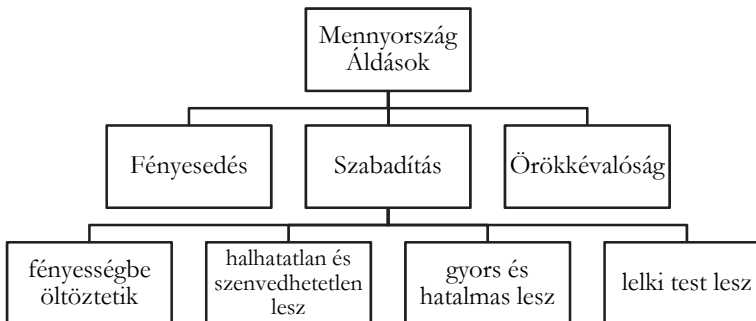 Mennyország
Áldások
Fényesedés
Szabadítás
Örökkévalóság
fényességbe
öltöztetik
halhatatlan és
szenvedhetetlen
lesz
gyors és
hatalmas lesz
lelki test lesz